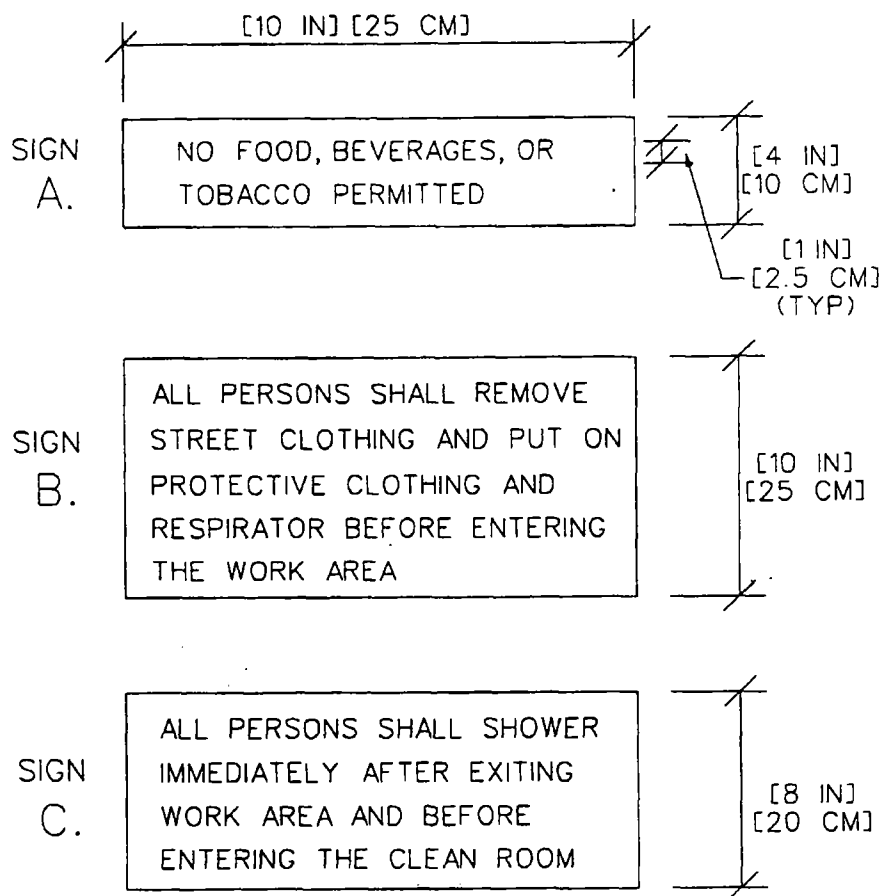 [10 IN] [25 CM]
SIGN
A.
NO FOOD, BEVERAGES, OR
TOBACCO PERMITTED
[4 IN]
[10 CM]
[1 IN]
[2.5 CM]
(TYP)
SIGN
B.
ALL PERSONS SHALL REMOVE
STREET CLOTHING AND PUT ON
PROTECTIVE CLOTHING AND
RESPIRATOR BEFORE ENTERING
THE WORK AREA
[10 IN]
[25 CM]
SIGN
C.
ALL PERSONS SHALL SHOWER
IMMEDIATELY AFTER EXITING
WORK AREA AND BEFORE
ENTERING THE CLEAN ROOM
[8 IN]
[20 CM]